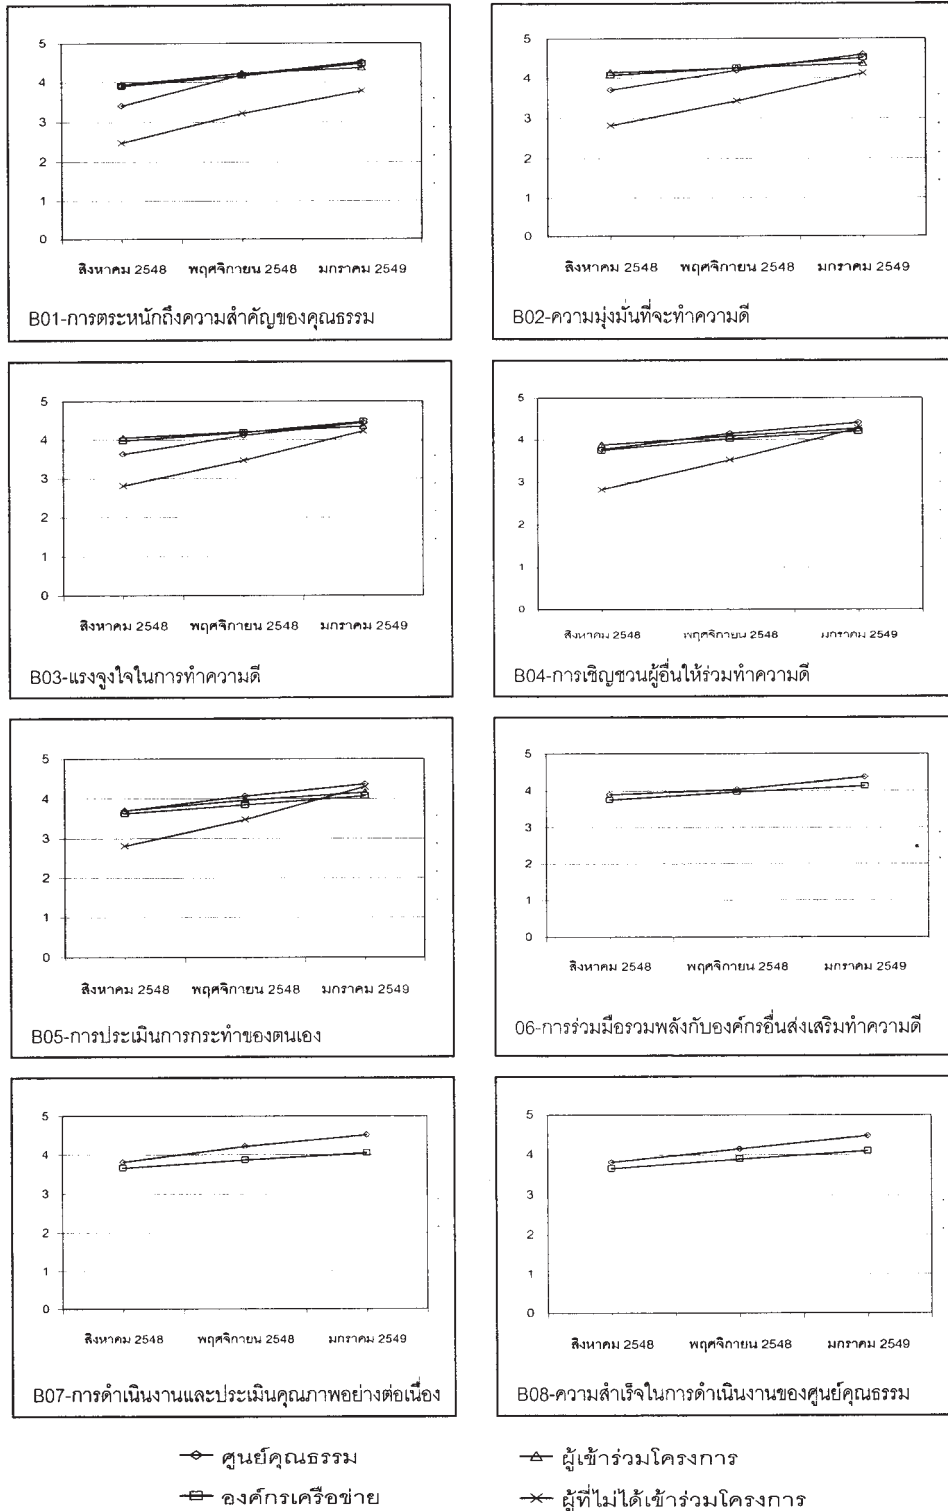 5
4
3
2
1
0
สิงหาคม 2548 พฤศจิกายน 2548 มกราคม 2549
B01-การตระหนักถึงความสำคัญของคุณธรรม
5
4
3
2
1
0
สิงหาคม 2548 พฤศจิกายน 2548 มกราคม 2549
B02-ความมุ่งมั่นที่จะทำความดี
5
4
3
2
1
0
สิงหาคม 2548 พฤศจิกายน 2548 มกราคม 2549
B03-แรงจูงใจในการทำความดี
5
4
3
2
1
0
สิงหาคม 2548 พฤศจิกายน 2548 มกราคม 2549
B04-การเชิญชวนผู้อื่นให้ร่วมทำความดี
5
4
3
2
1
0
สิงหาคม 2548 พฤศจิกายน 2548 มกราคม 2549
B05-การประเมินการกระทำของตนเอง
5
4
3
2
1
0
สิงหาคม 2548 พฤศจิกายน 2548 มกราคม 2549
06-การร่วมมือรวมพลังกับองค์กรอื่นส่งเสริมทำความดี
5
4
3
2
1
0
สิงหาคม 2548 พฤศจิกายน 2548 มกราคม 2549
B07-การดำเนินงานและประเมินคุณภาพอย่างต่อเนื่อง
5
4
3
2
1
0
สิงหาคม 2548 พฤศจิกายน 2548 มกราคม 2549
B08-ความสำเร็จในการดำเนินงานของศูนย์คุณธรรม
ศูนย์คุณธรรม
ผู้เข้าร่วมโครงการ
องค์กรเครือข่าย
ผู้ที่ไม่ได้เข้าร่วมโครงการ